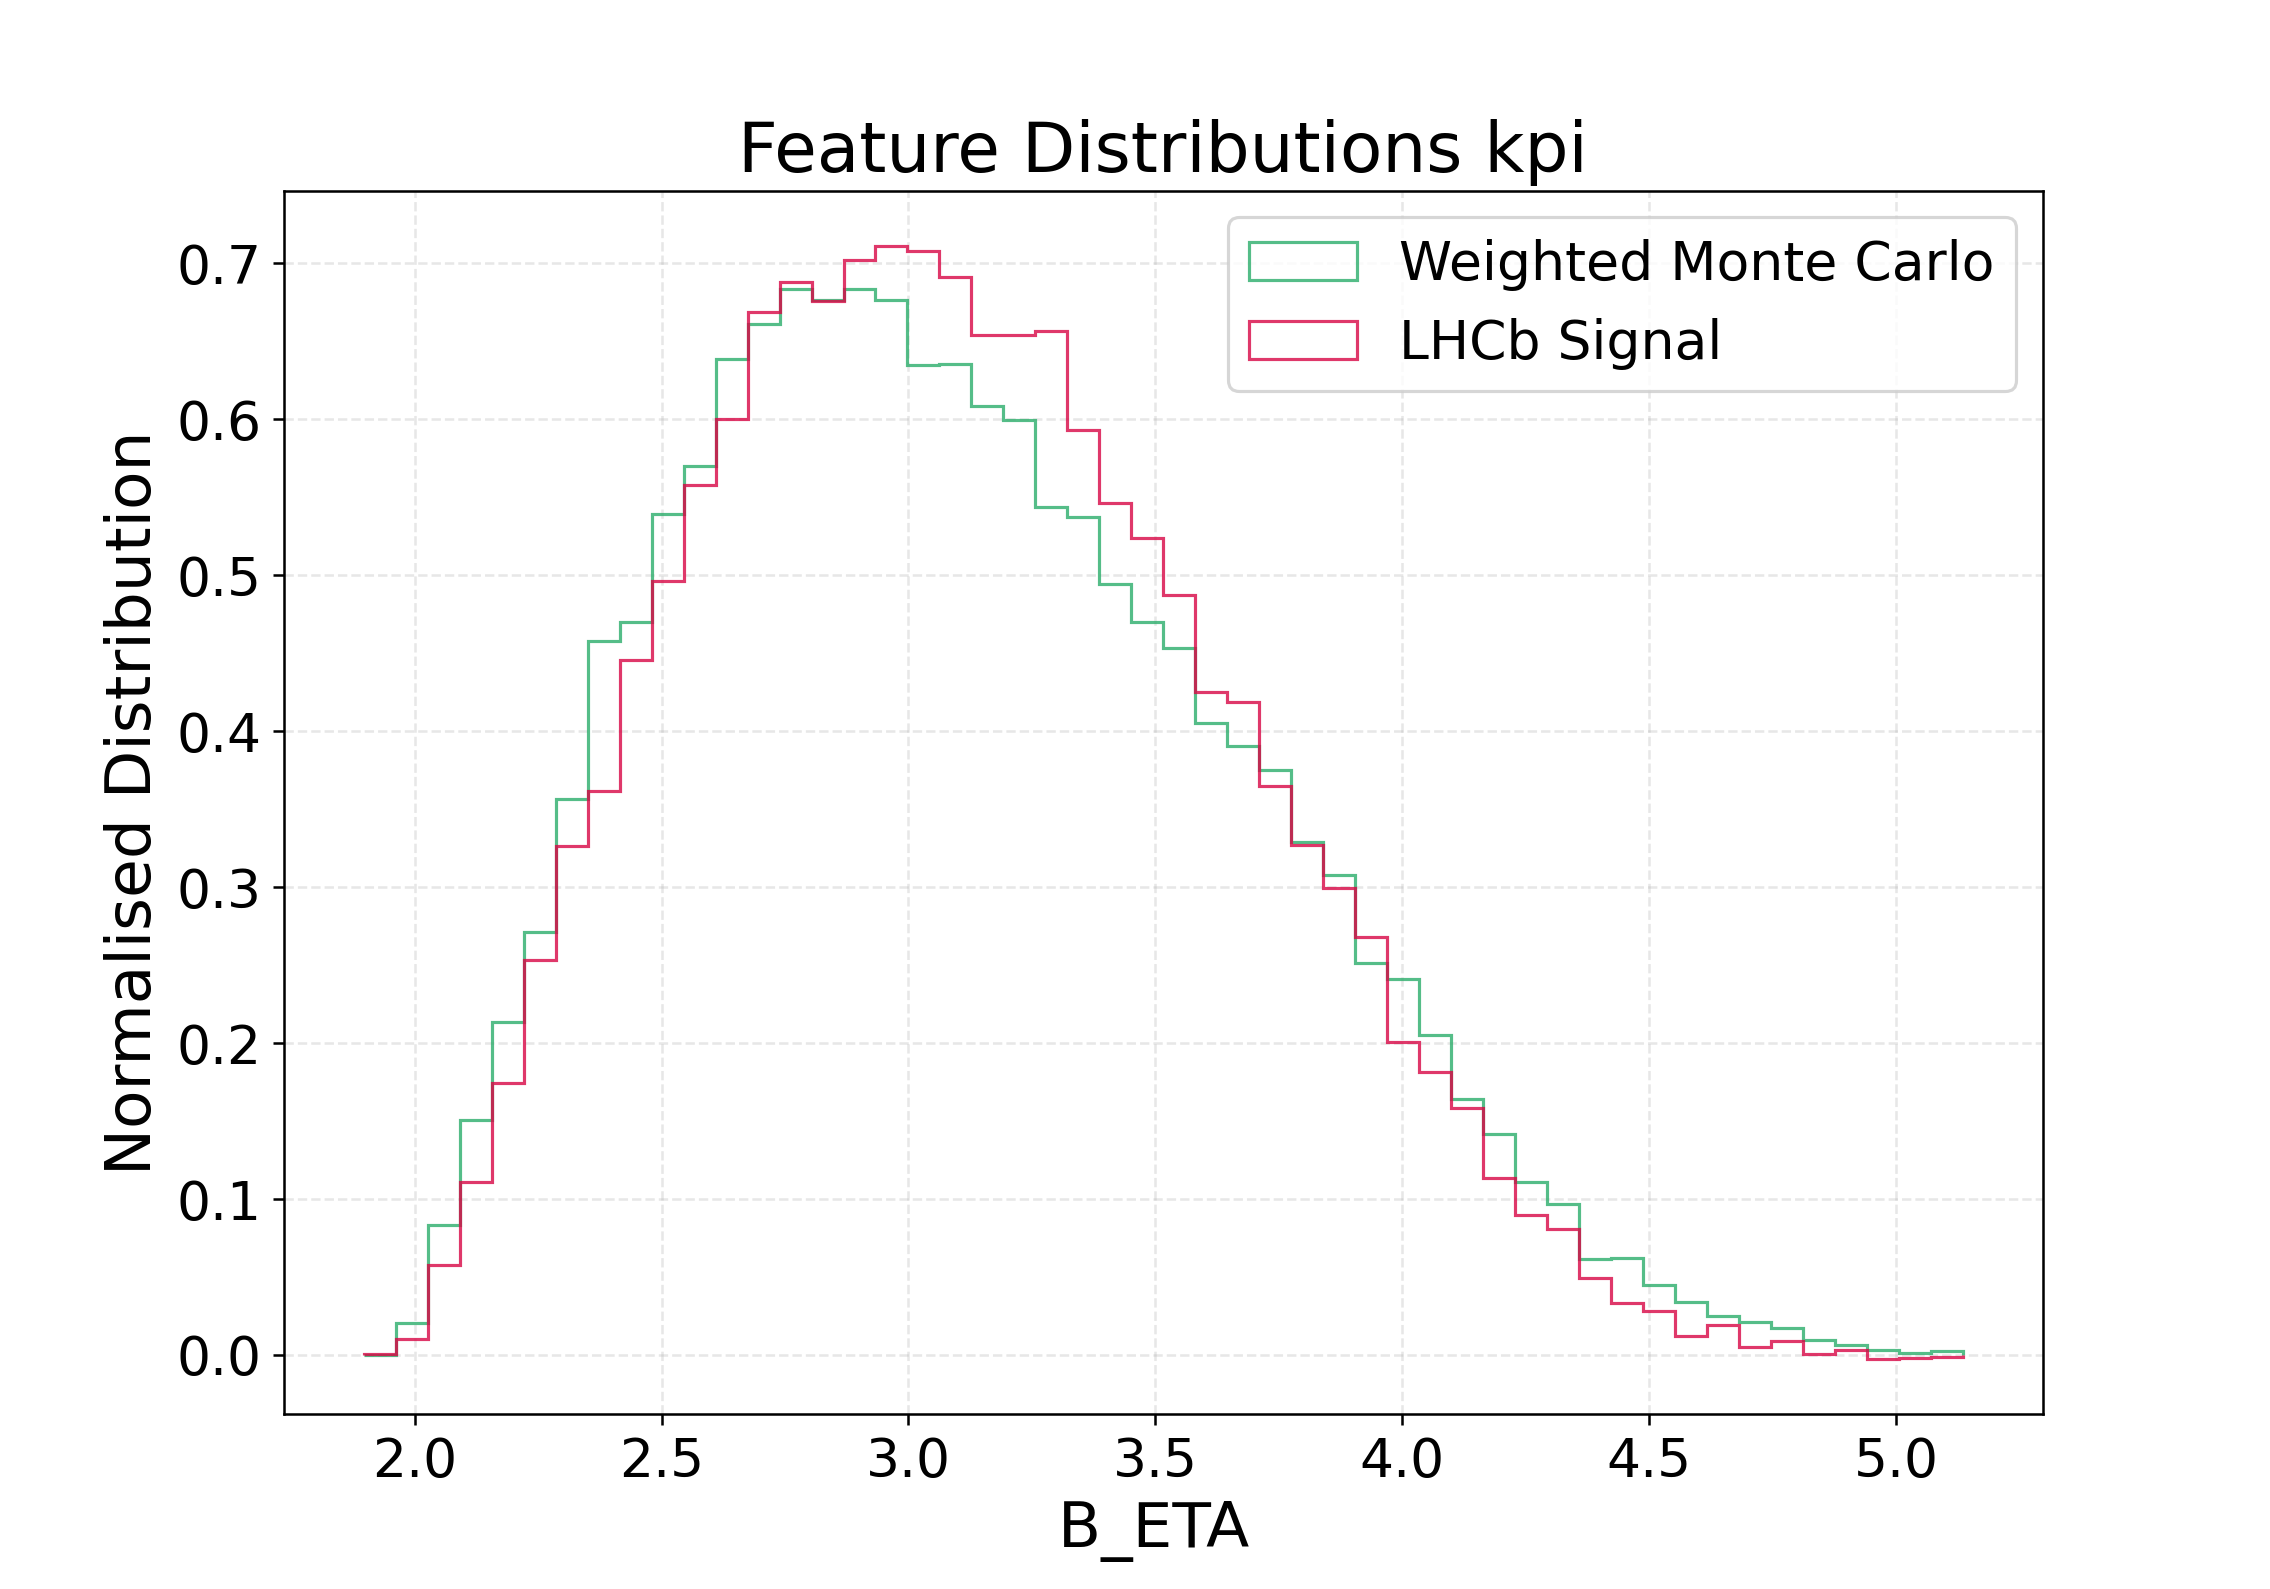 Feature Distributions kpi
Weighted Monte Carlo
LHCb Signal
Normalised Distribution
0.7
0.6
0.5
0.4
0.3
0.2
0.1
0.0
2.0 2.5 3.0 3.5 4.0 4.5 5.0
B_ETA